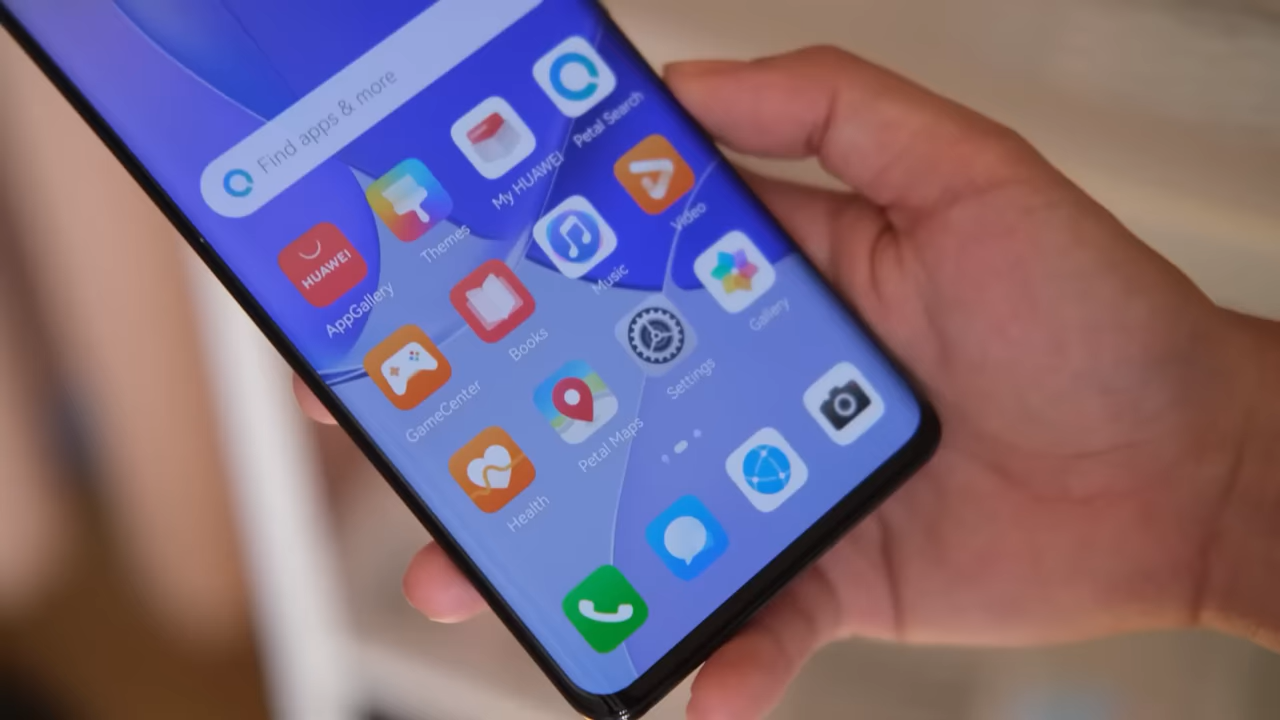 Find apps & more
HUAWEI
AppGallery
Themes
My HUAWEI
Petal Search
GameCenter
Books
Music
Video
Health
Petal Maps
Settings
Gallery